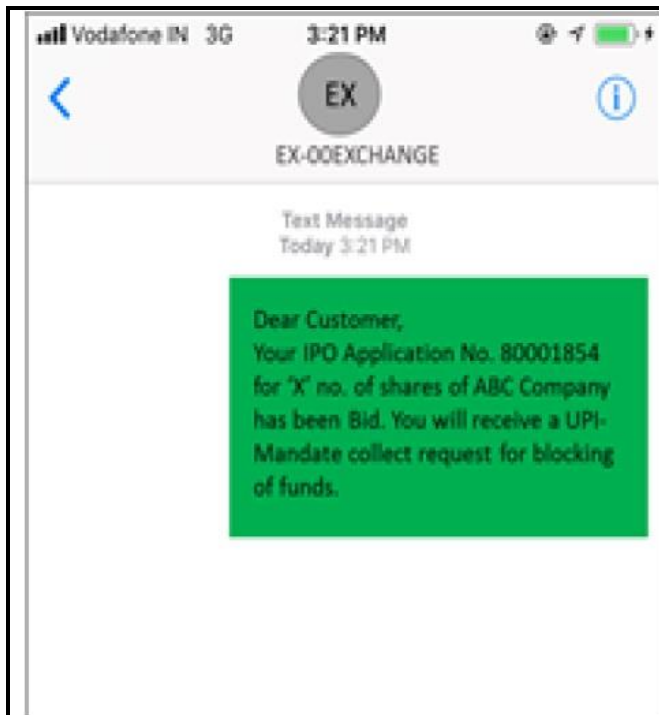 Vodafone IN 3G 3:21 PM
EX
EX-OOEXCHANGE
Text Message
Today 3:21 PM
Dear Customer,
Your IPO Application No. 80001854
for 'X' no. of shares of ABC Company
has been Bid. You will receive a UPI-
Mandate collect request for blocking
of funds.